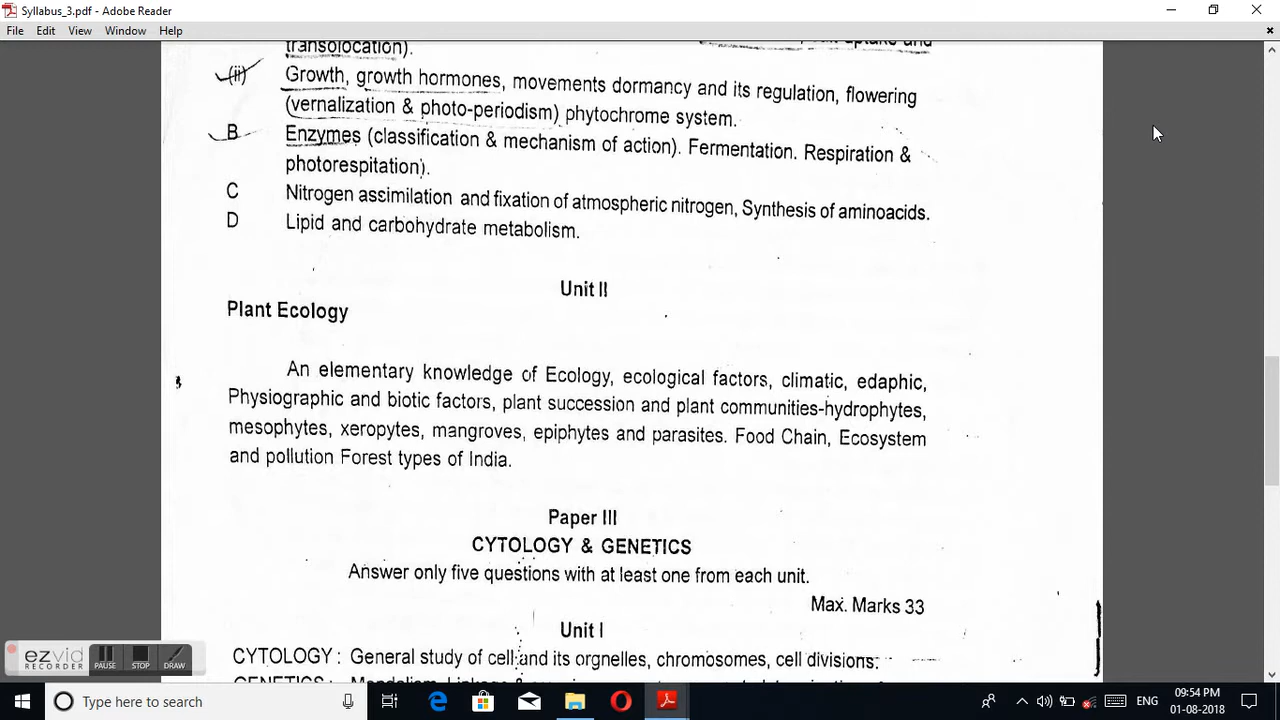 Syllabus_3.pdf - Adobe Reader
File Edit View Window Help
transolocation).
(ii) Growth, growth hormones, movements dormancy and its regulation, flowering
(vernalization & photo-periodism) phytochrome system.
B Enzymes (classification & mechanism of action). Fermentation. Respiration &
photorespitation).
C Nitrogen assimilation and fixation of atmospheric nitrogen, Synthesis of aminoacids.
D Lipid and carbohydrate metabolism.
Unit II
Plant Ecology
An elementary knowledge of Ecology, ecological factors, climatic, edaphic,
Physiographic and biotic factors, plant succession and plant communities-hydrophytes,
mesophytes, xeropytes, mangroves, epiphytes and parasites. Food Chain, Ecosystem
and pollution Forest types of India.
Paper III
CYTOLOGY & GENETICS
Answer only five questions with at least one from each unit.
Max. Marks 33
Unit I
CYTOLOGY : General study of cell and its orgnelles, chromosomes, cell divisions.
ezvid
RECORDER
PAUSE STOP DRAW
Type here to search
ENG
08:54 PM
01-08-2018